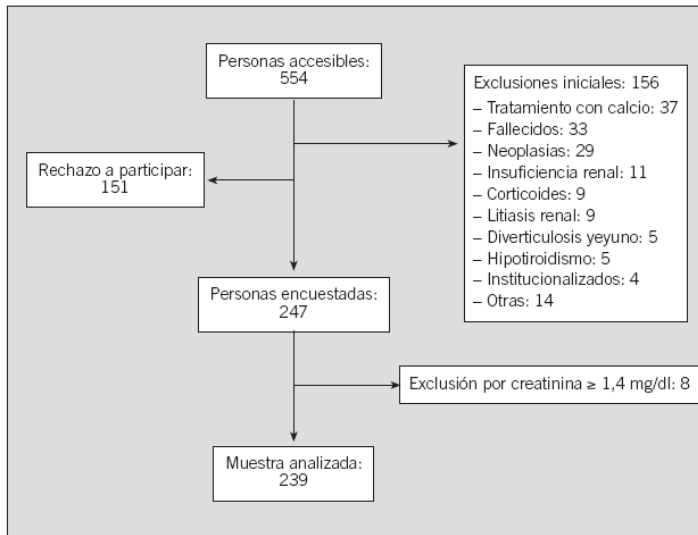 Personas accesibles:
554
Exclusiones iniciales: 156
– Tratamiento con calcio: 37
– Fallecidos: 33
– Neoplasias: 29
– Insuficiencia renal: 11
– Corticoides: 9
– Litiasis renal: 9
– Diverticulosis yeyuno: 5
– Hipotiroidismo: 5
– Institucionalizados: 4
– Otras: 14
Rechazo a participar:
151
Personas encuestadas:
247
Exclusión por creatinina ≥ 1,4 mg/dl: 8
Muestra analizada:
239